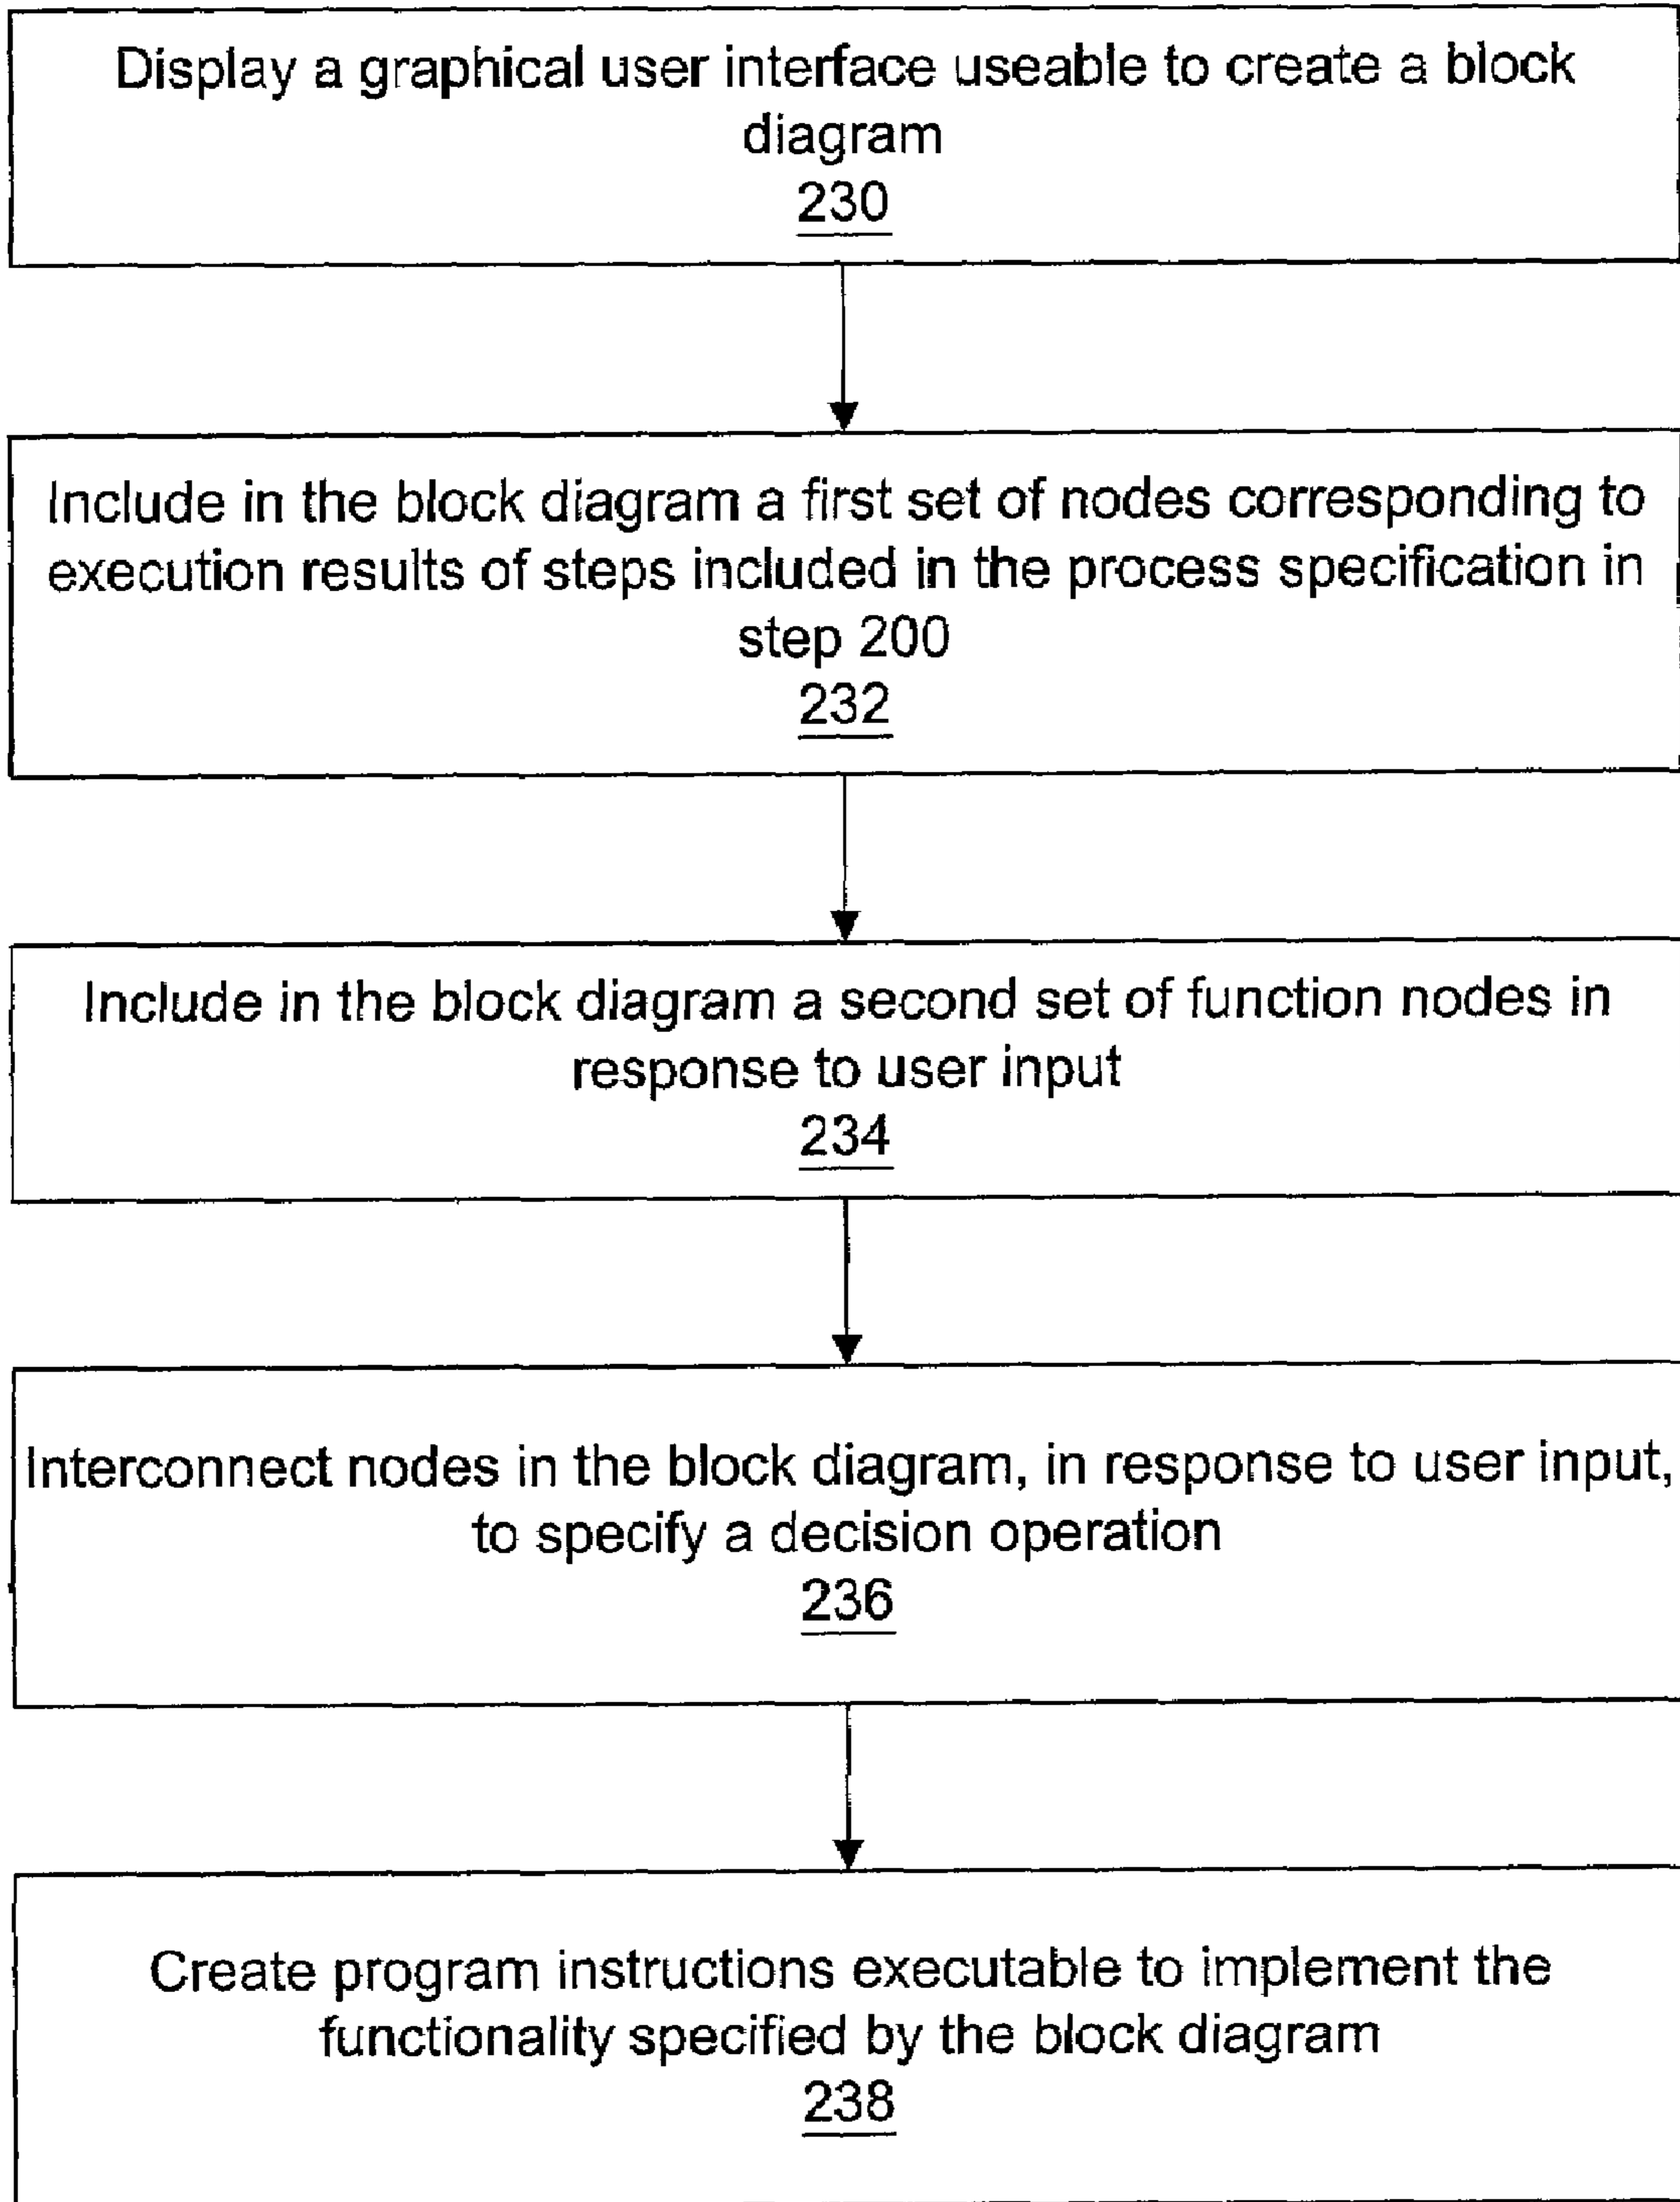 Display a graphical user interface useable to create a block
diagram
230
Include in the block diagram a first set of nodes corresponding to
execution results of steps included in the process specification in
step 200
232
Include in the block diagram a second set of function nodes in
response to user input
234
Interconnect nodes in the block diagram, in response to user input,
to specify a decision operation
236
Create program instructions executable to implement the
functionality specified by the block diagram
238